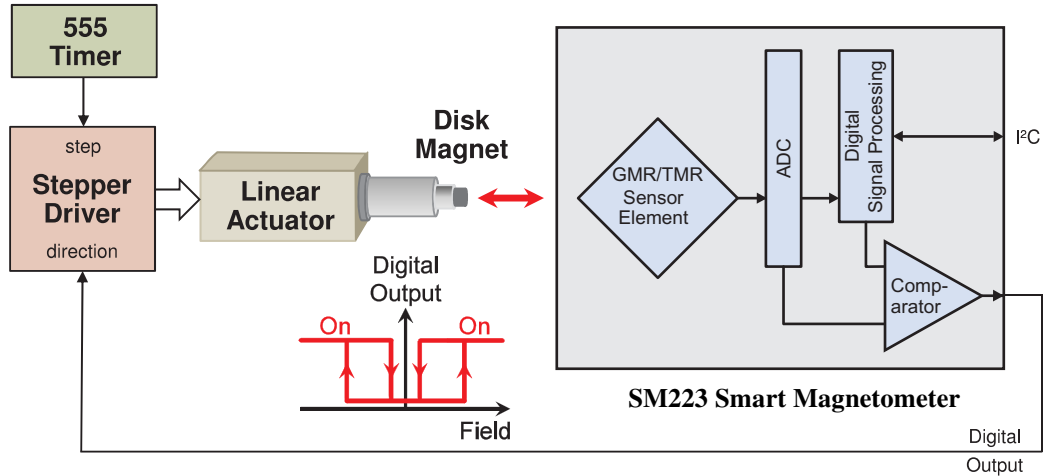 555
Timer
step
Stepper
Driver
direction
Linear
Actuator
Disk
Magnet
GMR/TMR
Sensor
Element
ADC
Digital
Signal Processing
I²C
Comp-
arator
SM223 Smart Magnetometer
Digital
Output
On
On
Field
Digital
Output